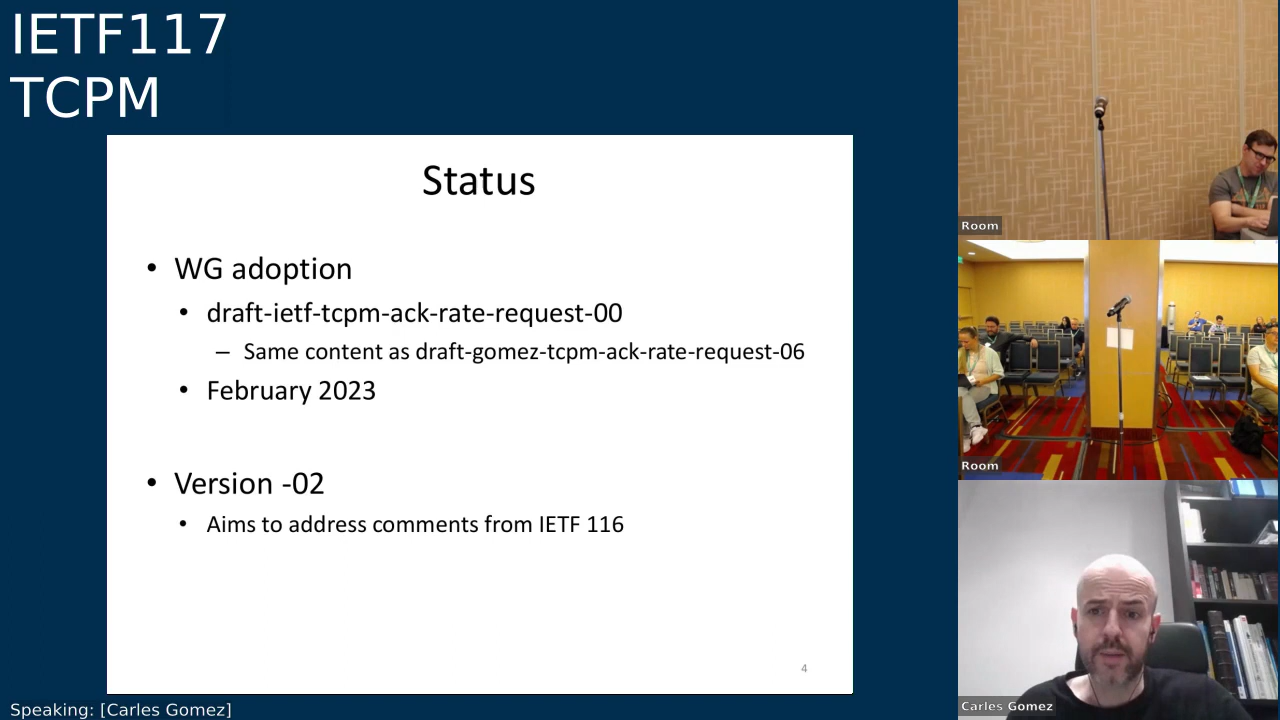 IETF117
TCPM
Status
• WG adoption
• draft-ietf-tcpm-ack-rate-request-00
– Same content as draft-gomez-tcpm-ack-rate-request-06
• February 2023
• Version -02
• Aims to address comments from IETF 116
4
Speaking: [Carles Gomez]
Room
Room
Carles Gomez